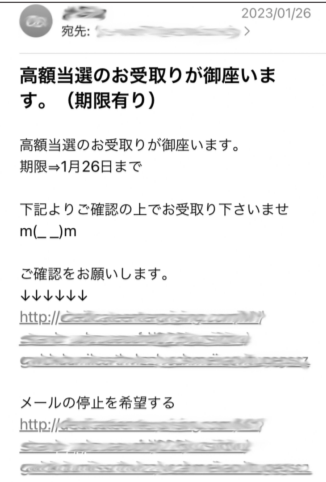 2023/01/26
宛先:
高額当選のお受取りが御座いま
す。（期限有り）
高額当選のお受取りが御座います。
期限⇒1月26日まで
下記よりご確認の上でお受取り下さいませ
m(_ _)m
ご確認をお願いします。
↓↓↓↓↓↓
http://
メールの停止を希望する
http://